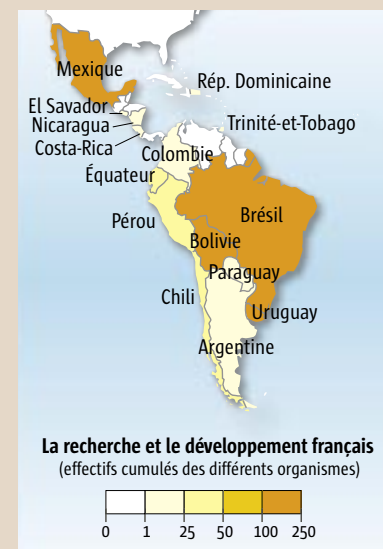 Mexique
Rép. Dominicaine
El Savador
Nicaragua
Trinité-et-Tobago
Costa-Rica
Colombie
Équateur
Brésil
Pérou
Bolivie
Paraguay
Chili
Uruguay
Argentine
La recherche et le développement français
(effectifs cumulés des différents organismes)
0 1 25 50 100 250